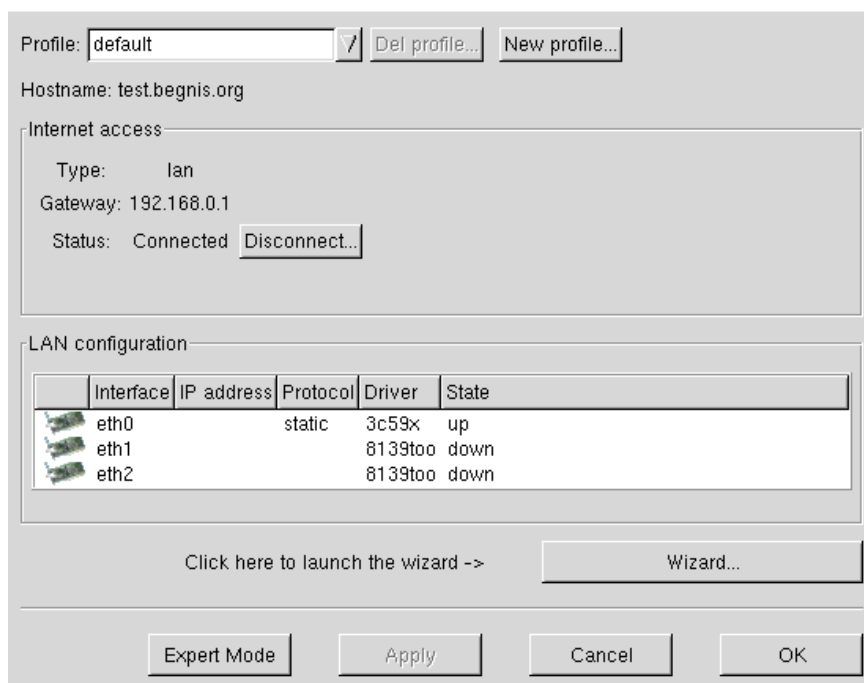 Profile: default Del profile... New profile...
Hostname: test.begnis.org
Internet access
Type: lan
Gateway: 192.168.0.1
Status: Connected Disconnect...
LAN configuration
Interface IP address Protocol Driver State
eth0 static 3c59x up
eth1 8139too down
eth2 8139too down
Click here to launch the wizard -> Wizard...
Expert Mode Apply Cancel OK